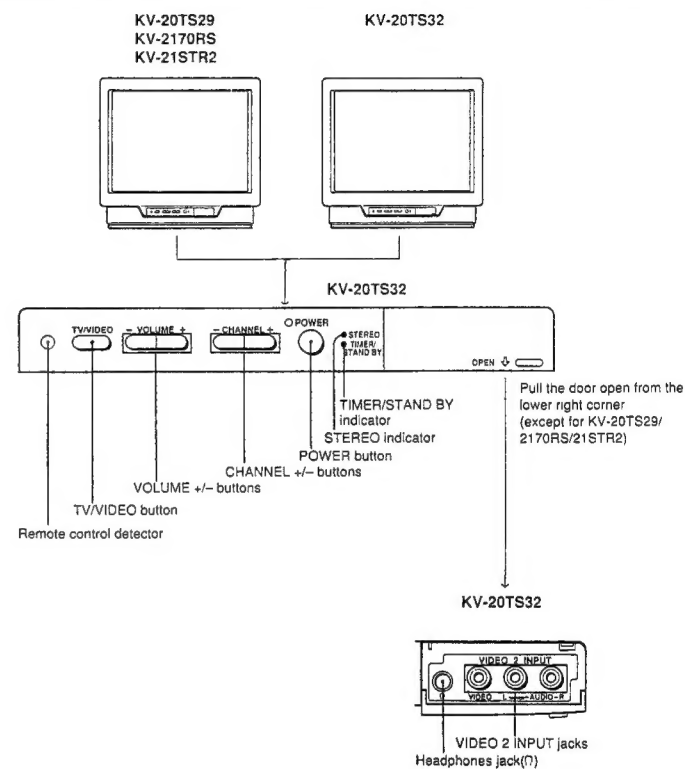 KV-20TS29
KV-2170RS
KV-21STR2
KV-20TS32
KV-20TS32
TV/VIDEO
− VOLUME +
− CHANNEL +
POWER
STEREO
TIMER/
STAND BY
OPEN
Pull the door open from the
lower right corner
(except for KV-20TS29/
2170RS/21STR2)
TIMER/STAND BY
indicator
STEREO indicator
POWER button
CHANNEL +/− buttons
VOLUME +/− buttons
TV/VIDEO button
Remote control detector
KV-20TS32
VIDEO 2 INPUT
VIDEO L—AUDIO—R
VIDEO 2 INPUT jacks
Headphones jack(Ω)